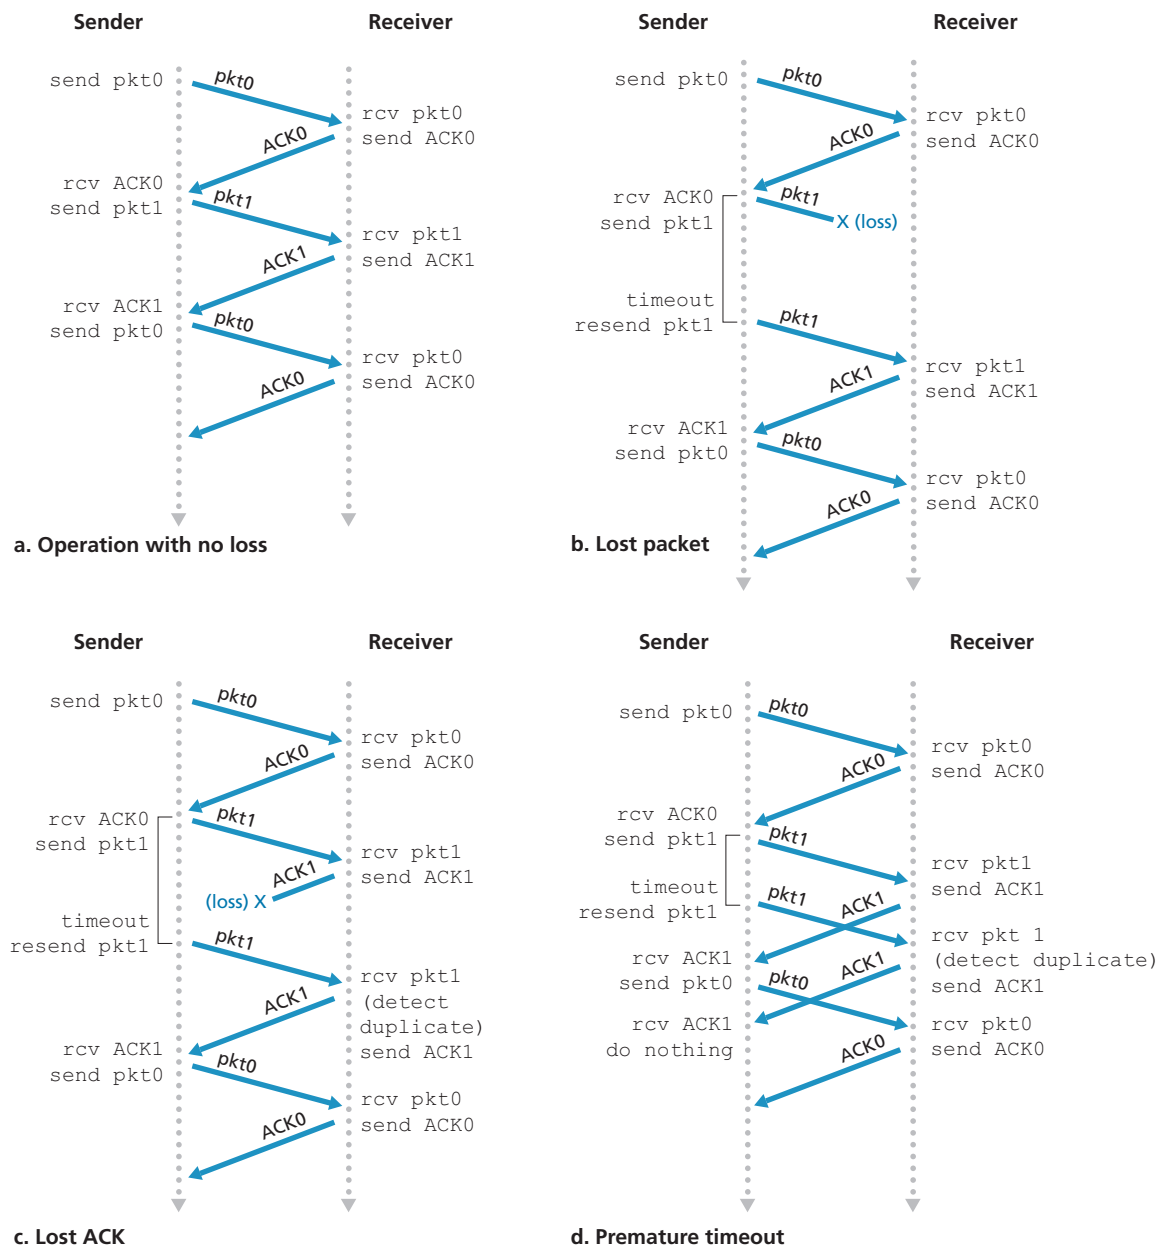 Sender Receiver
send pkt0
pkt0
rcv pkt0
send ACK0
ACK0
rcv ACK0
send pkt1
pkt1
rcv pkt1
send ACK1
ACK1
rcv ACK1
send pkt0
pkt0
rcv pkt0
send ACK0
ACK0
a. Operation with no loss
Sender Receiver
send pkt0
pkt0
rcv pkt0
send ACK0
ACK0
rcv ACK0
send pkt1
pkt1
X (loss)
timeout
resend pkt1
pkt1
rcv pkt1
send ACK1
ACK1
rcv ACK1
send pkt0
pkt0
rcv pkt0
send ACK0
ACK0
b. Lost packet
Sender Receiver
send pkt0
pkt0
rcv pkt0
send ACK0
ACK0
rcv ACK0
send pkt1
pkt1
rcv pkt1
send ACK1
ACK1
(loss) X
timeout
resend pkt1
pkt1
rcv pkt1
(detect
duplicate)
send ACK1
ACK1
rcv ACK1
send pkt0
pkt0
rcv pkt0
send ACK0
ACK0
c. Lost ACK
Sender Receiver
send pkt0
pkt0
rcv pkt0
send ACK0
ACK0
rcv ACK0
send pkt1
pkt1
rcv pkt1
send ACK1
ACK1
timeout
resend pkt1
pkt1
rcv pkt 1
(detect duplicate)
send ACK1
ACK1
rcv ACK1
send pkt0
pkt0
rcv ACK1
do nothing
rcv pkt0
send ACK0
ACK0
d. Premature timeout